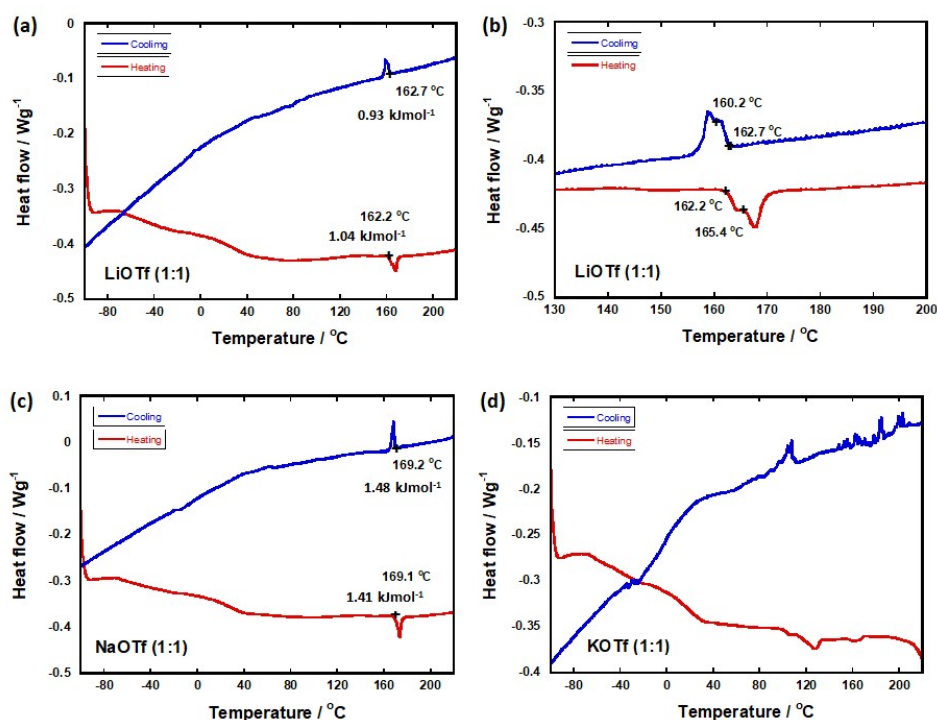 (a)
0
-0.1
-0.2
-0.3
-0.4
-0.5
Heat flow / Wg⁻¹
Coolimg
Heating
162.7 °C
0.93 kJmol⁻¹
162.2 °C
1.04 kJmol⁻¹
LiOTf (1:1)
-80 -40 0 40 80 120 160 200
Temperature / °C
(b)
-0.3
-0.35
-0.4
-0.45
-0.5
Heat flow / Wg⁻¹
Cooling
Heating
160.2 °C
162.7 °C
162.2 °C
165.4 °C
LiOTf (1:1)
130 140 150 160 170 180 190 200
Temperature / °C
(c)
0.1
0
-0.1
-0.2
-0.3
-0.4
-0.5
Heat flow / Wg⁻¹
Cooling
Heating
169.2 °C
1.48 kJmol⁻¹
169.1 °C
1.41 kJmol⁻¹
NaOTf (1:1)
-80 -40 0 40 80 120 160 200
Temperature / °C
(d)
-0.1
-0.15
-0.2
-0.25
-0.3
-0.35
-0.4
Heat flow / Wg⁻¹
Cooling
Heating
KOTf (1:1)
-80 -40 0 40 80 120 160 200
Temperature / °C